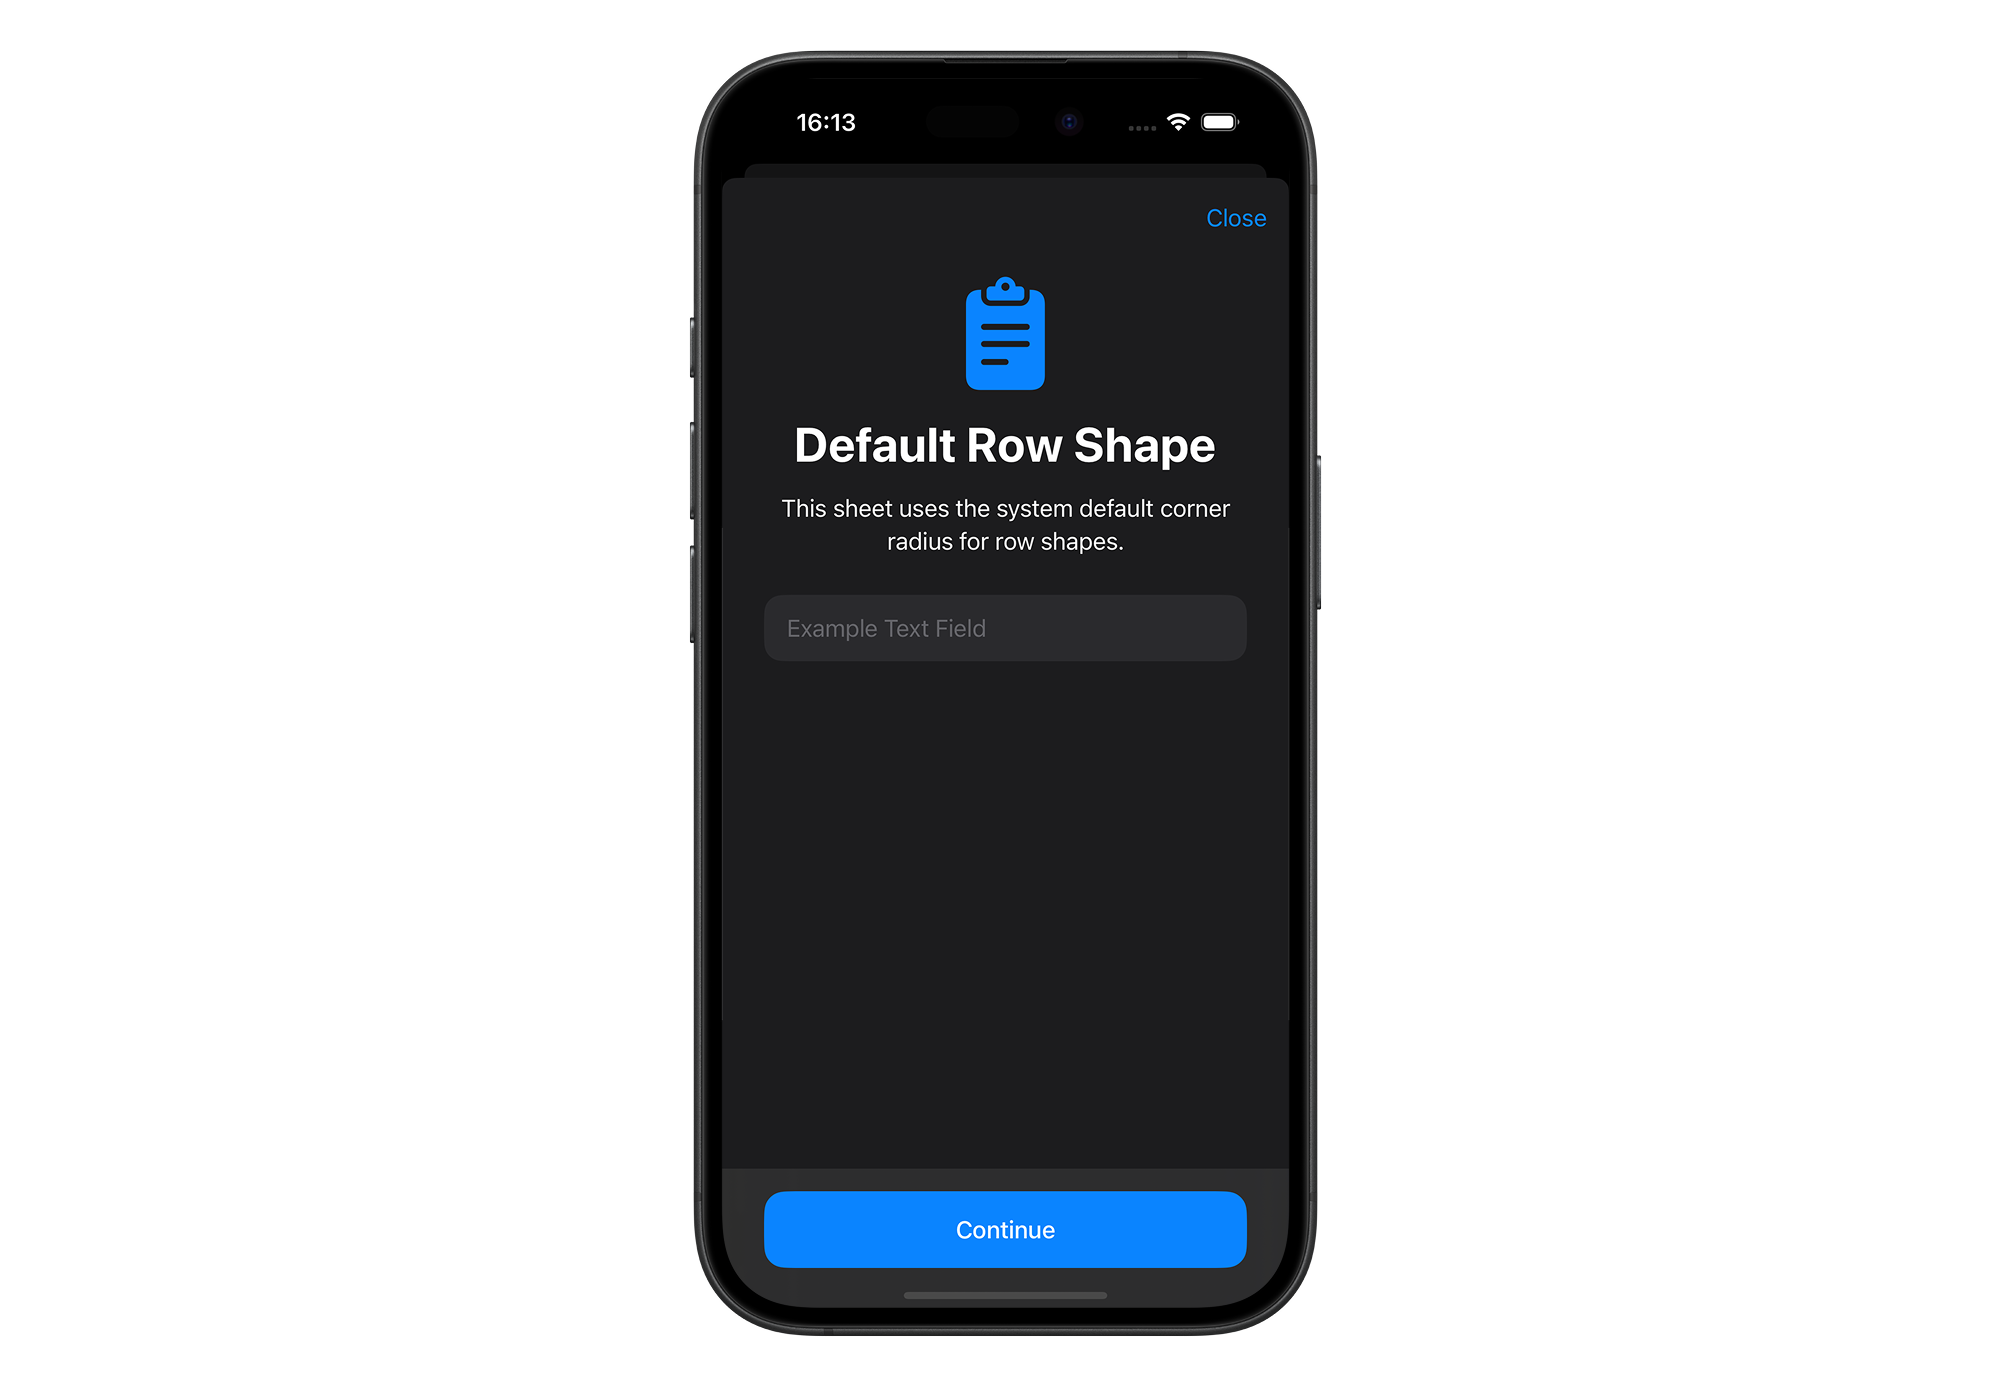 16:13
Close
Default Row Shape
This sheet uses the system default corner
radius for row shapes.
Example Text Field
Continue